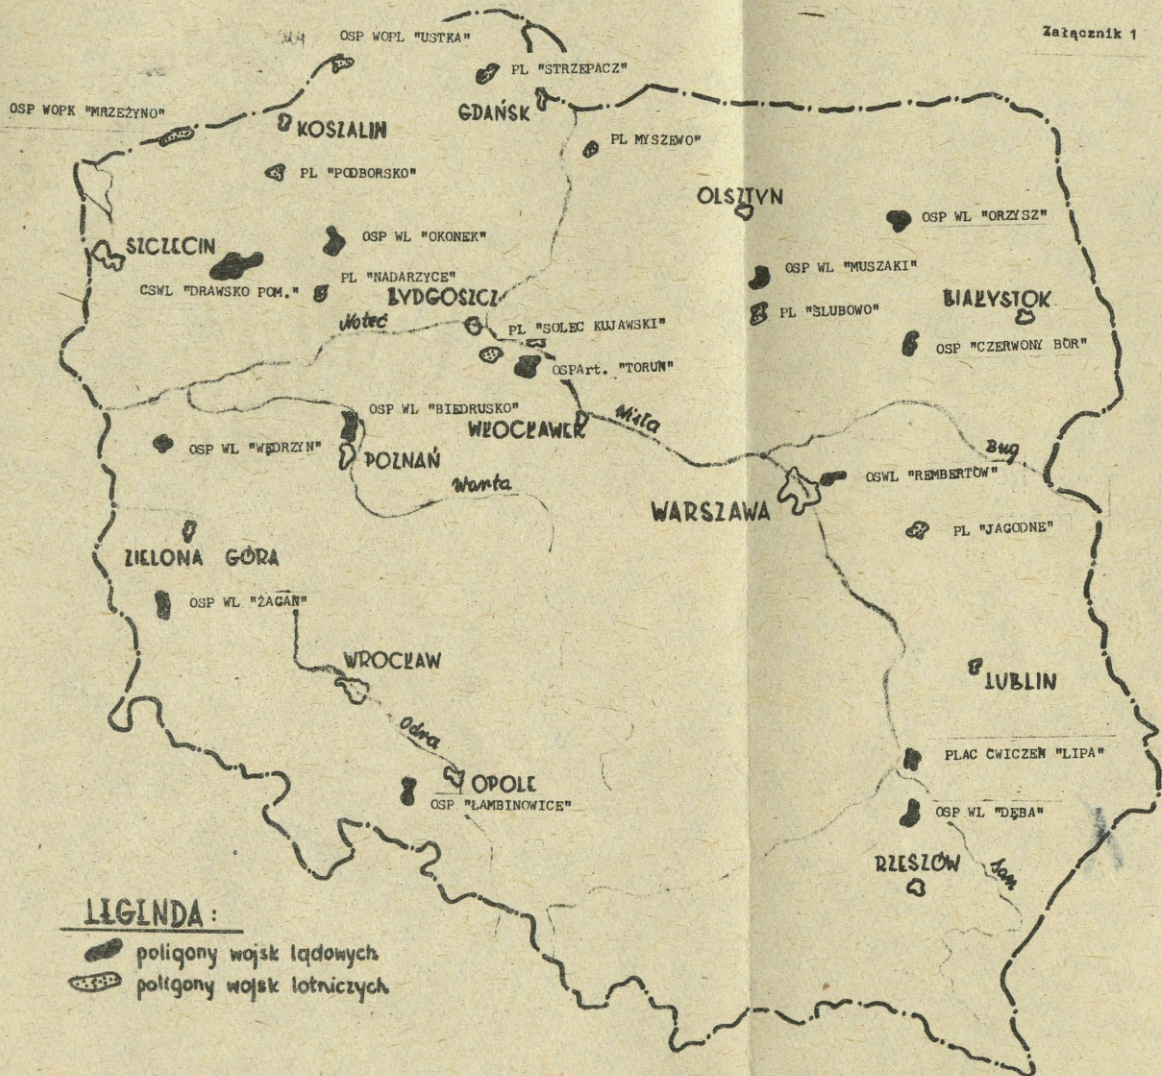 Załącznik 1
OSP WOPL "USTKA"
PL "STRZEPACZ"
OSP WOPK "MRZEŻYNO"
GDAŃSK
KOSZALIN
PL MYSZEWO"
PL "PODBORSKO"
OLSZTYN
OSP WL "ORZYSZ"
OSP WL "OKONEK"
SZCZECIN
OSP WL "MUSZAKI"
PL "NADARZYCE"
CSWL "DRAWSKO POM."
BYDGOSZCZ
BIAŁYSTOK
PL "SLUBOWO"
Noteć
PL "SOLEC KUJAWSKI"
OSP "CZERWONY BÓR"
OSPArt. "TORUŃ"
OSP WL "BIEDRUSKO"
WŁOCŁAWEK
Wisła
OSP WL "WĘDRZYN"
POZNAŃ
Bug
OSWL "REMBERTÓW"
Warta
WARSZAWA
PL "JAGODNE"
ZIELONA GÓRA
OSP WL "ŻAGAŃ"
WROCŁAW
LUBLIN
Odra
PLAC ĆWICZEŃ "LIPA"
OPOLE
OSP "ŁAMBINOWICE"
OSP WL "DĘBA"
RZESZÓW
San
LEGENDA:
poligony wojsk lądowych
poligony wojsk lotniczych